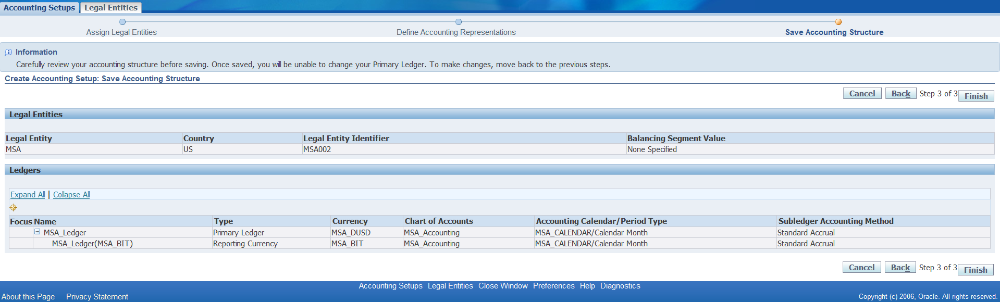 Accounting Setups Legal Entities
Assign Legal Entities Define Accounting Representations Save Accounting Structure
Information
Carefully review your accounting structure before saving. Once saved, you will be unable to change your Primary Ledger. To make changes, move back to the previous steps.
Create Accounting Setup: Save Accounting Structure
Cancel Back Step 3 of 3 Finish
Legal Entities
Legal Entity Country Legal Entity Identifier Balancing Segment Value
MSA US MSA002 None Specified
Ledgers
Expand All | Collapse All
Focus Name Type Currency Chart of Accounts Accounting Calendar/Period Type Subledger Accounting Method
MSA_Ledger Primary Ledger MSA_DUSD MSA_Accounting MSA_CALENDAR/Calendar Month Standard Accrual
MSA_Ledger(MSA_BIT) Reporting Currency MSA_BIT MSA_Accounting MSA_CALENDAR/Calendar Month Standard Accrual
Cancel Back Step 3 of 3 Finish
Accounting Setups Legal Entities Close Window Preferences Help Diagnostics
About this Page Privacy Statement Copyright (c) 2006, Oracle. All rights reserved.